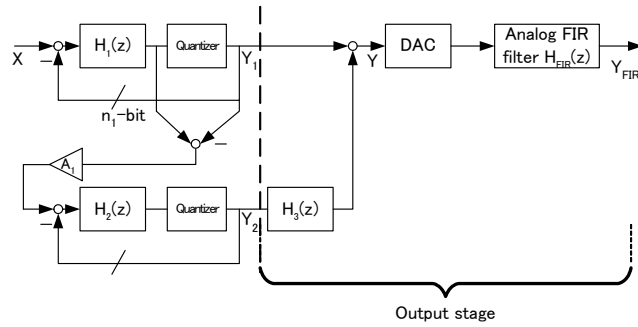 X
−
H1(z)
Quantizer
Y1
Y
DAC
Analog FIR
filter HFIR(z)
YFIR
n1-bit
−
A1
−
H2(z)
Quantizer
Y2
H3(z)
Output stage